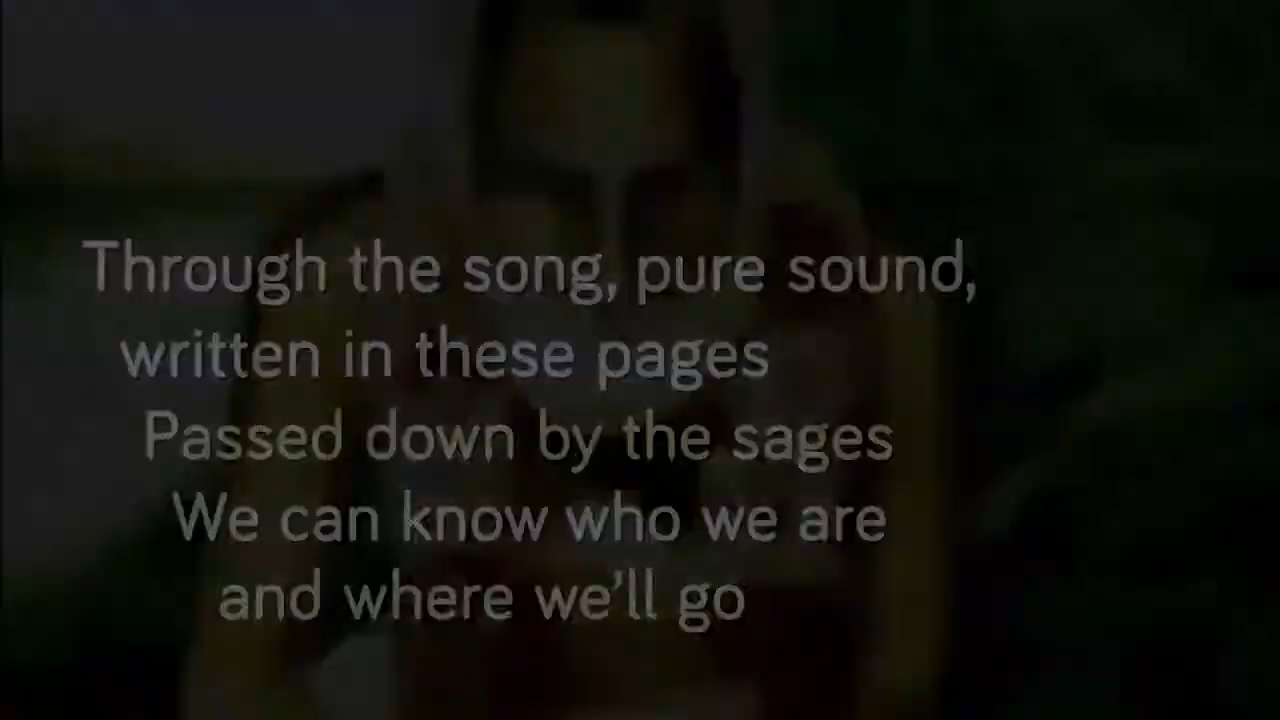 Through the song, pure sound,
written in these pages
Passed down by the sages
We can know who we are
and where we'll go